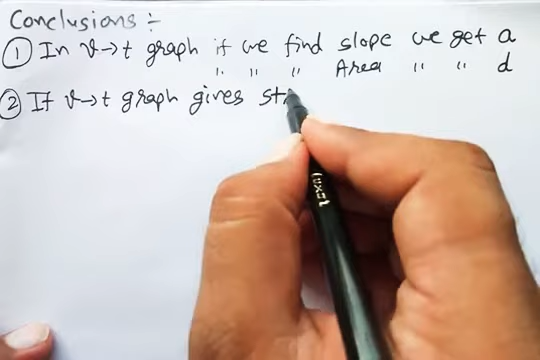 Conclusions :-
① In v→t graph if we find slope we get a
〃 〃 〃 Area 〃 〃 d
② If v→t graph gives st